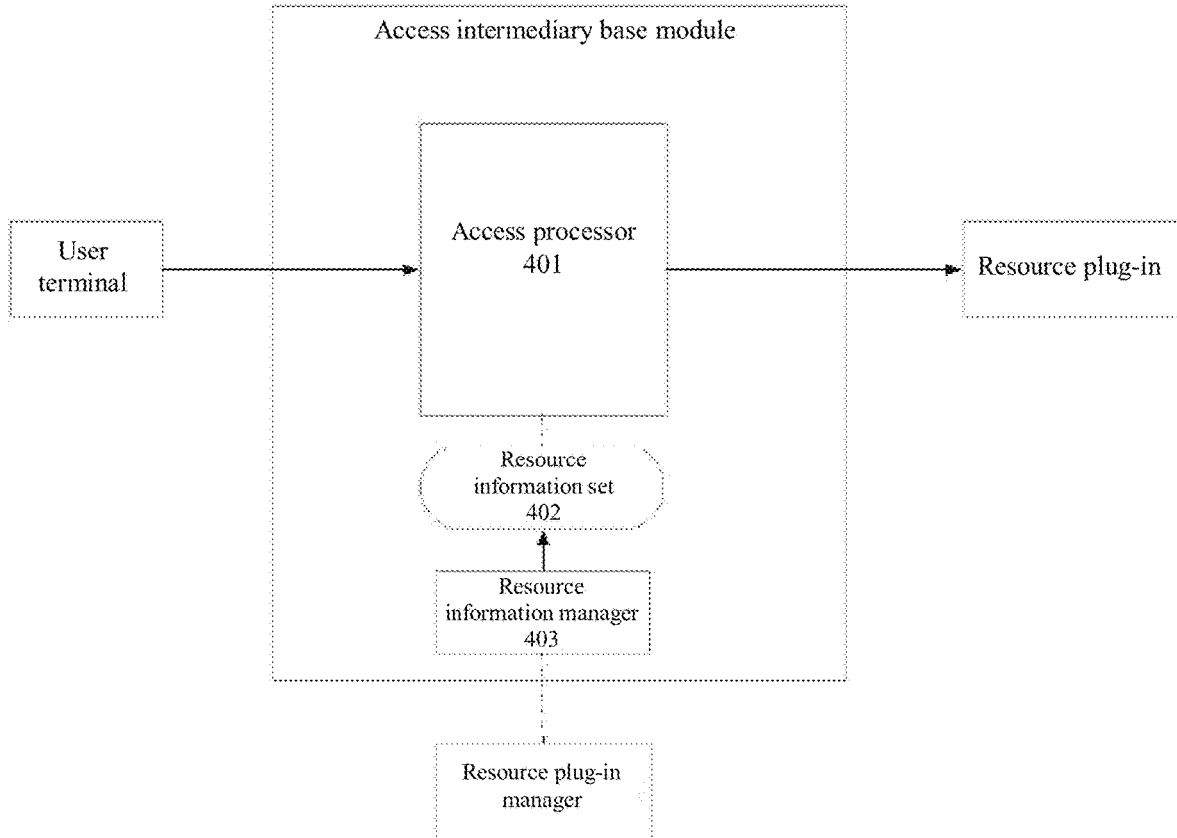 Access intermediary base module
Access processor
401
User
terminal
Resource plug-in
Resource
information set
402
Resource
information manager
403
Resource plug-in
manager